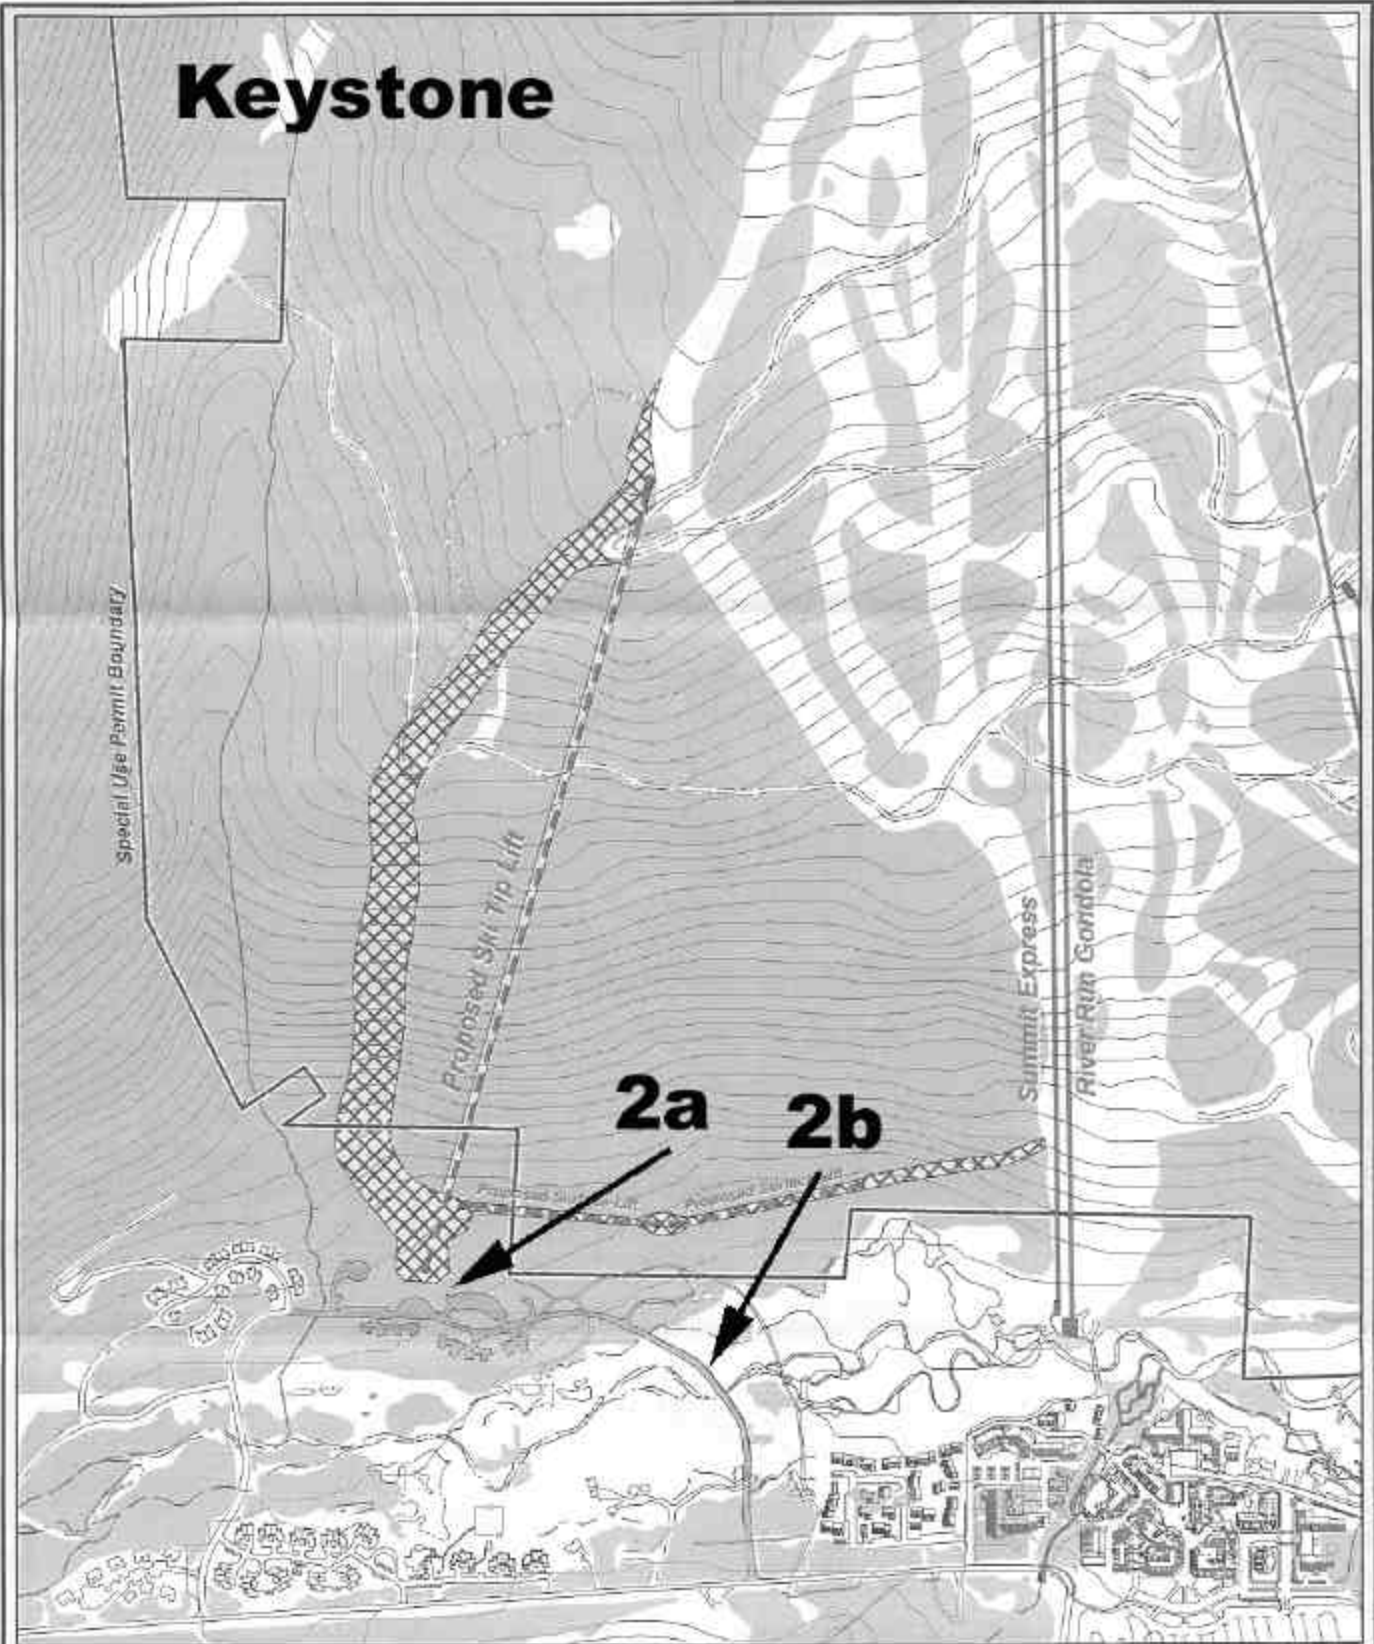 Keystone
Special Use Permit Boundary
Proposed Ski Tip Lift
Summit Express
River Run Gondola
2a
2b